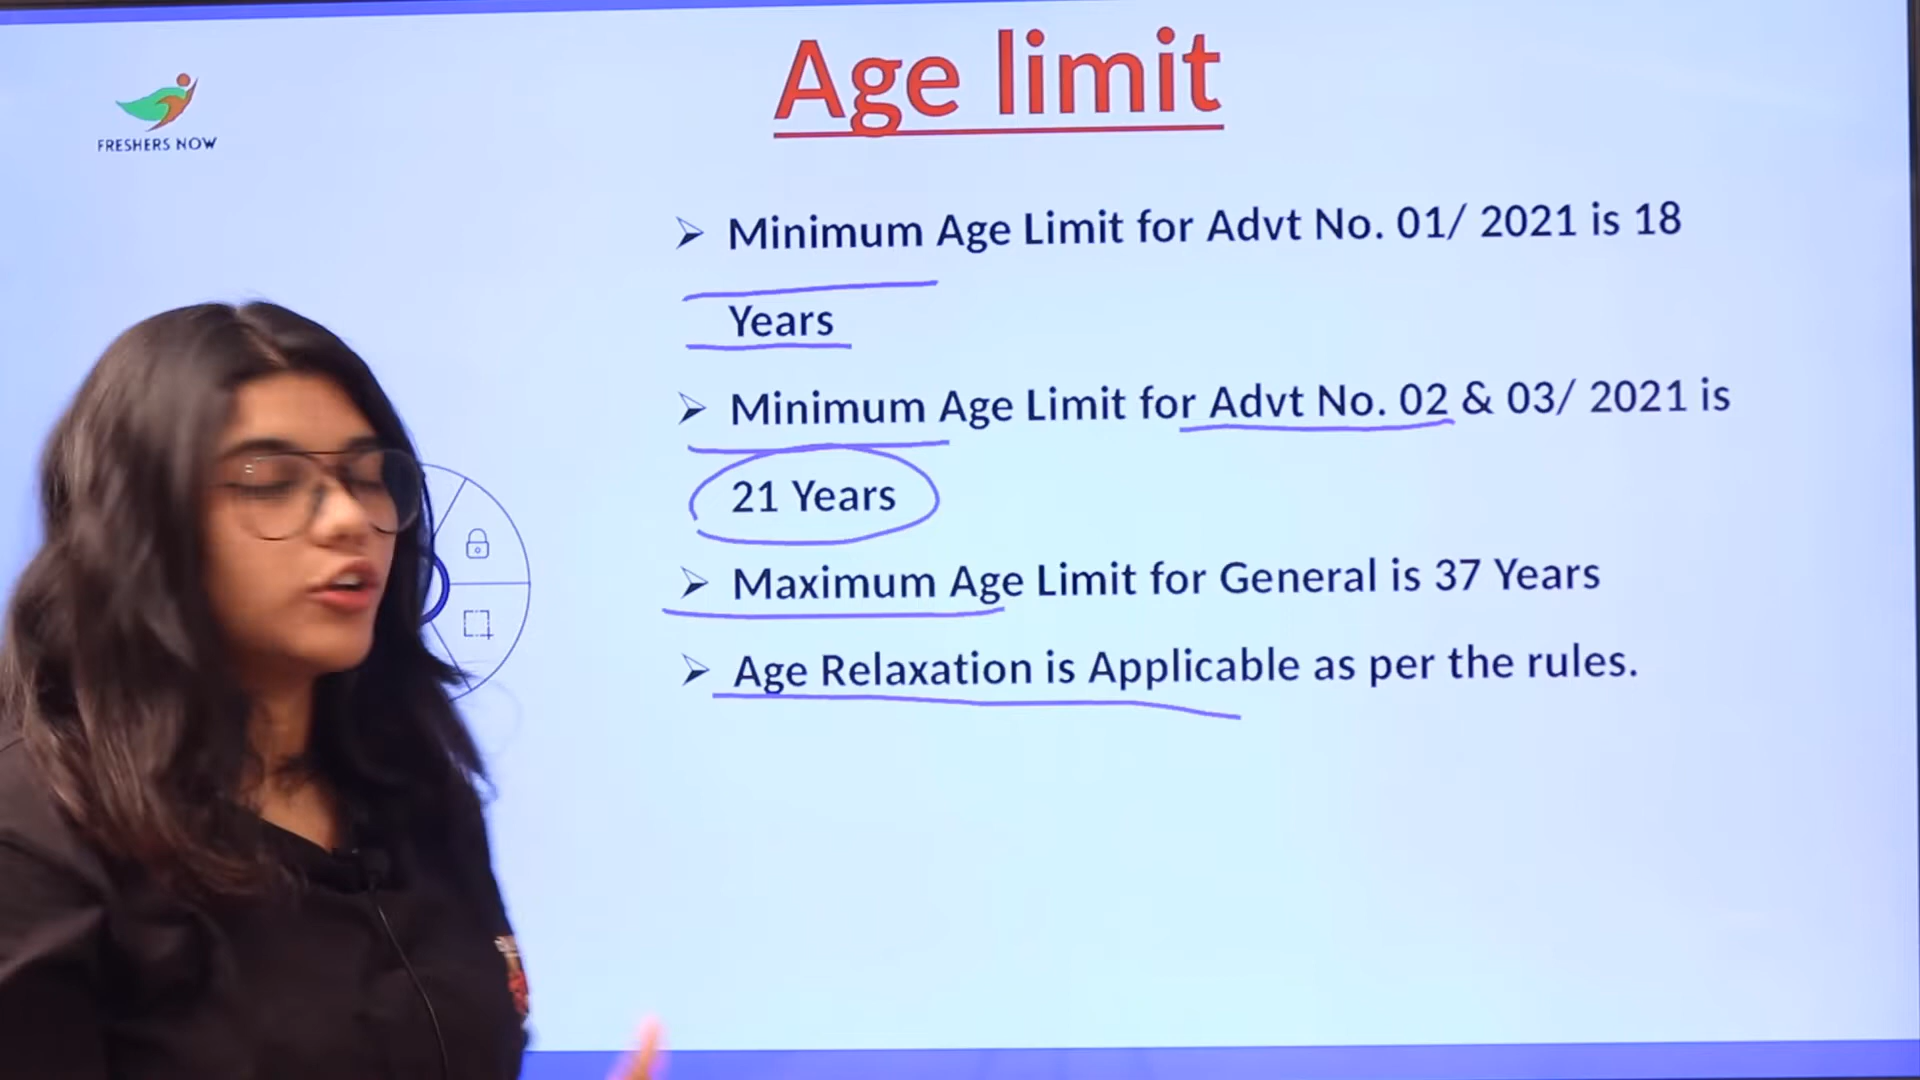 Age limit
FRESHERS NOW
➢ Minimum Age Limit for Advt No. 01/ 2021 is 18
Years
➢ Minimum Age Limit for Advt No. 02 & 03/ 2021 is
21 Years
➢ Maximum Age Limit for General is 37 Years
➢ Age Relaxation is Applicable as per the rules.